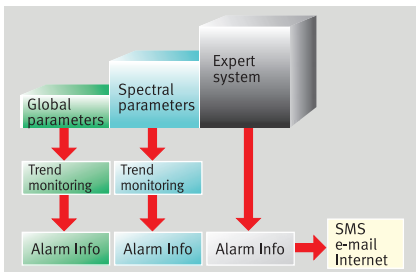 Global
parameters
Spectral
parameters
Expert
system
Trend
monitoring
Trend
monitoring
Alarm Info
Alarm Info
Alarm Info
SMS
e-mail
Internet